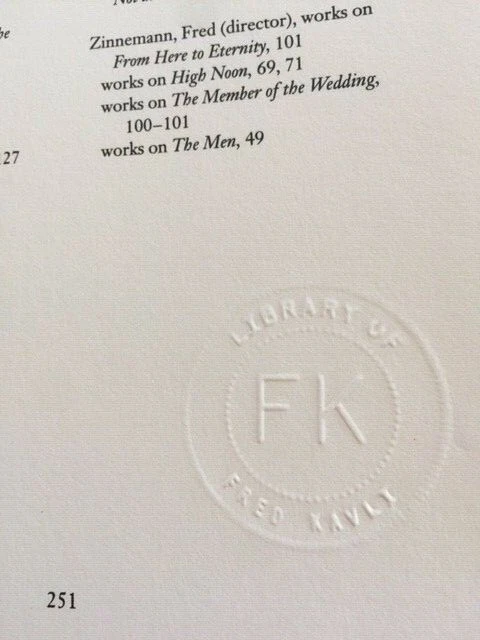 Zinnemann, Fred (director), works on
From Here to Eternity, 101
works on High Noon, 69, 71
works on The Member of the Wedding,
100–101
works on The Men, 49
127
LIBRARY OF
FK
FRED KAVLI
251